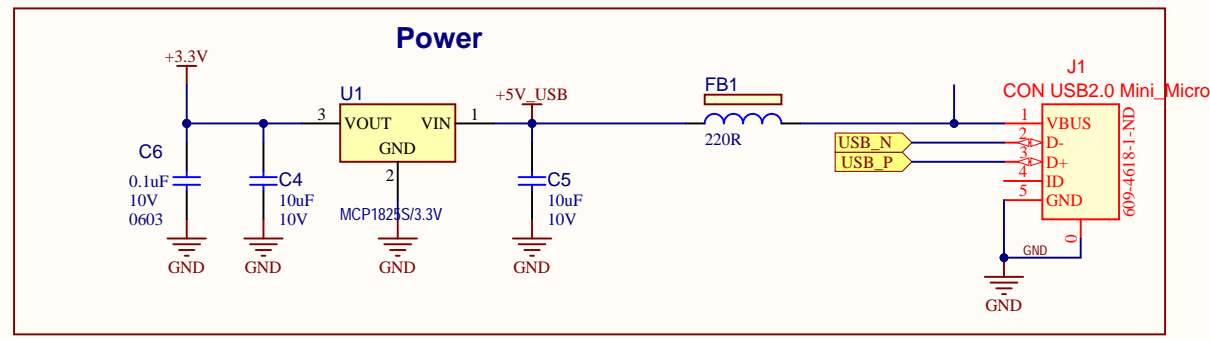 Power
+3.3V
C6
0.1uF
10V
0603
GND
C4
10uF
10V
GND
U1
3
VOUT
VIN
1
GND
2
MCP1825S/3.3V
GND
+5V_USB
C5
10uF
10V
GND
FB1
220R
USB_N
USB_P
J1
CON USB2.0 Mini_Micro
1
VBUS
2
D-
3
D+
4
ID
5
GND
609-4618-1-ND
0
GND
GND